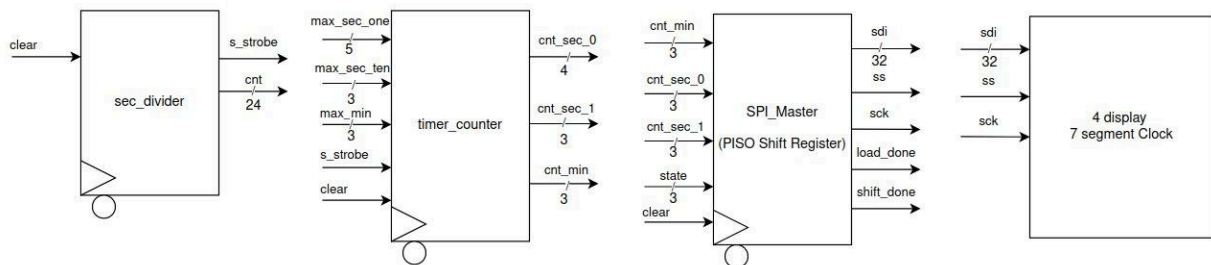 clear
s_strobe
cnt
24
sec_divider
max_sec_one
5
max_sec_ten
3
max_min
3
s_strobe
clear
timer_counter
cnt_sec_0
4
cnt_sec_1
3
cnt_min
3
cnt_min
3
cnt_sec_0
3
cnt_sec_1
3
state
3
clear
SPI_Master
(PISO Shift Register)
sdi
32
ss
sck
load_done
shift_done
sdi
32
ss
sck
4 display
7 segment Clock